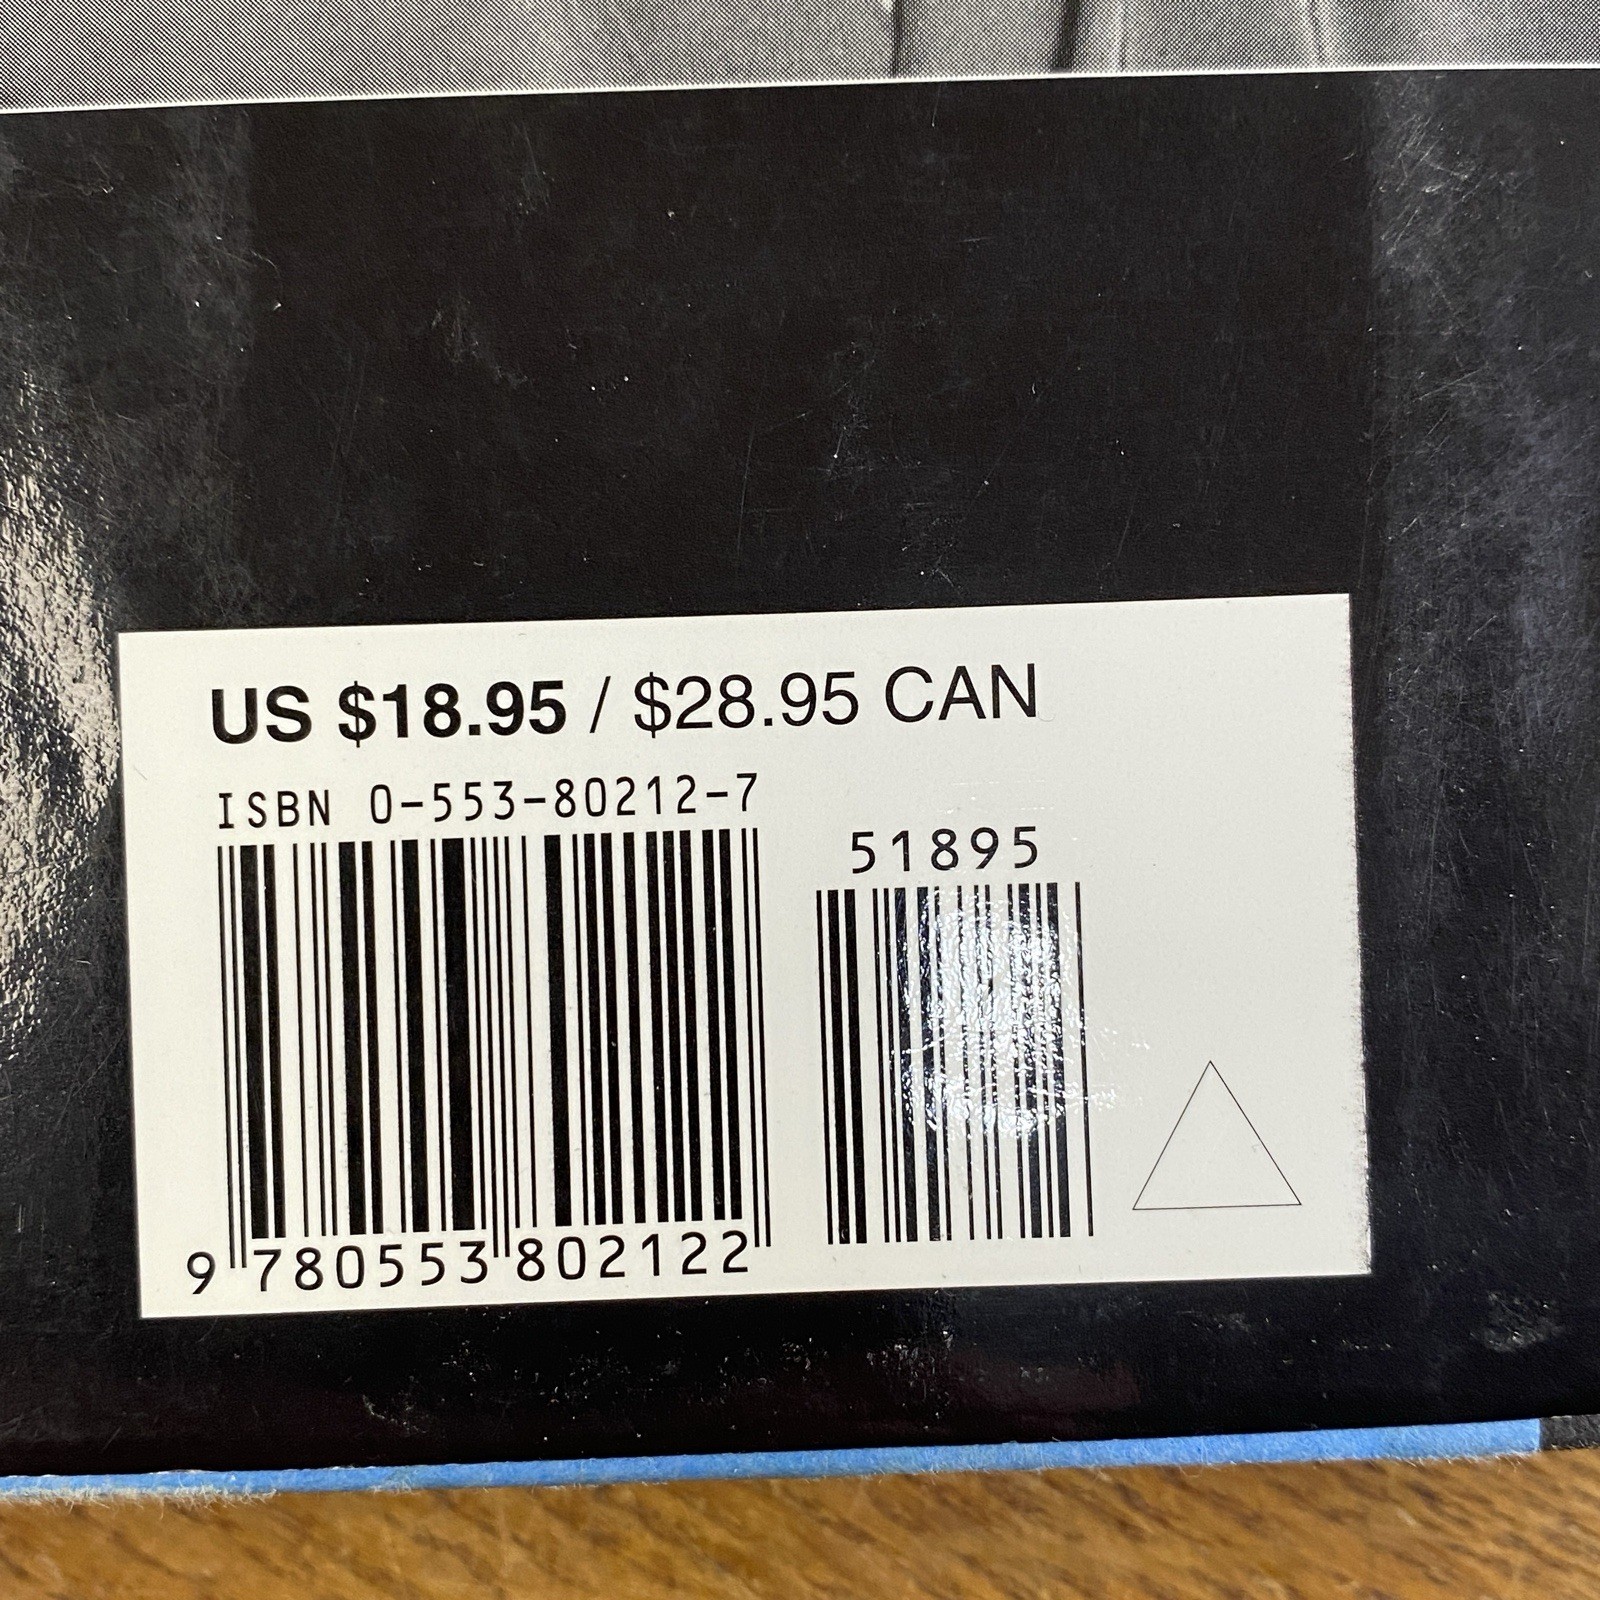 US $18.95 / $28.95 CAN
ISBN 0-553-80212-7
51895
9 780553 802122